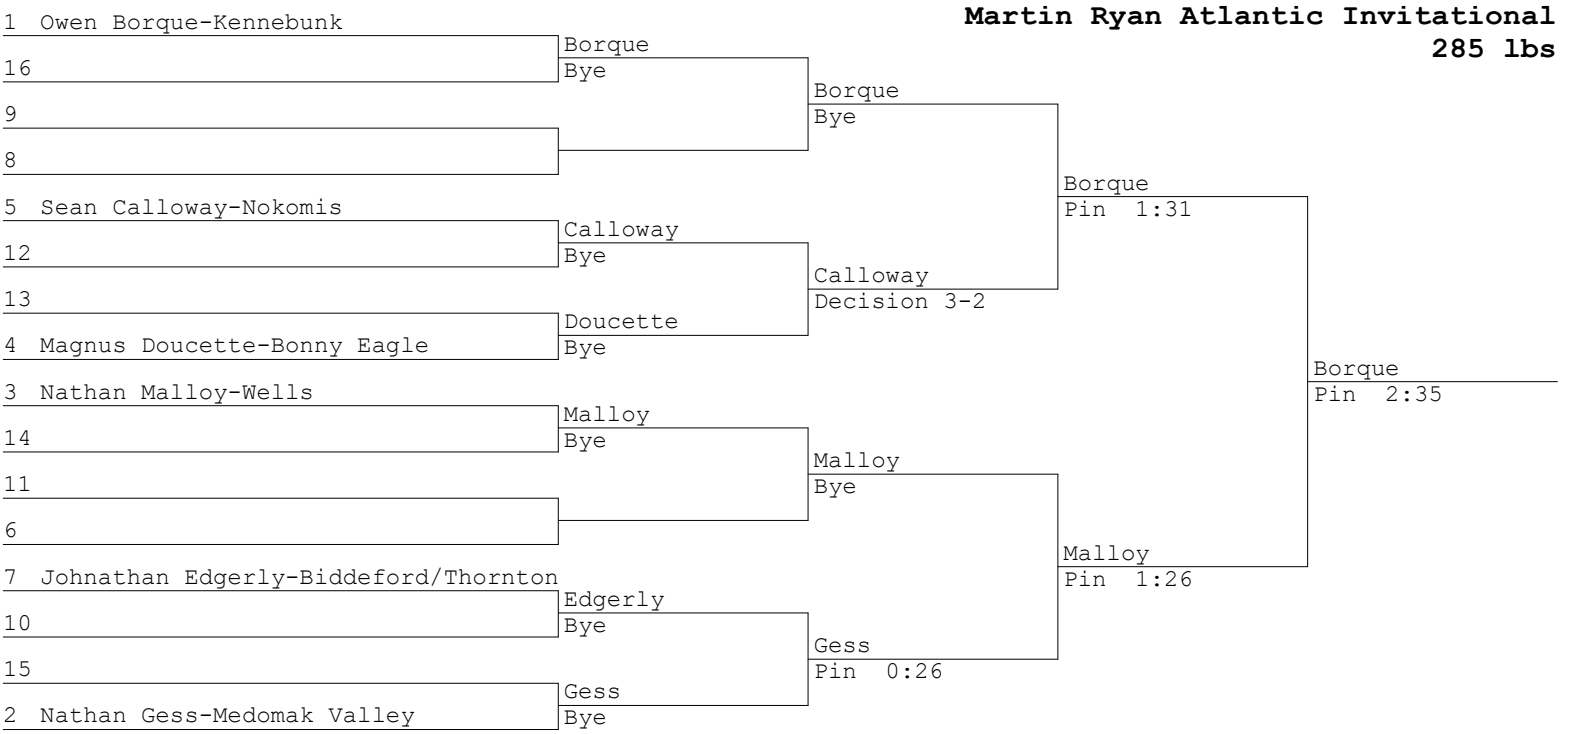 Martin Ryan Atlantic Invitational
285 lbs
1 Owen Borque-Kennebunk
16
9
8
5 Sean Calloway-Nokomis
12
13
4 Magnus Doucette-Bonny Eagle
3 Nathan Malloy-Wells
14
11
6
7 Johnathan Edgerly-Biddeford/Thornton
10
15
2 Nathan Gess-Medomak Valley
Borque
Bye
Calloway
Bye
Doucette
Bye
Malloy
Bye
Edgerly
Bye
Gess
Bye
Borque
Bye
Calloway
Decision 3-2
Malloy
Bye
Gess
Pin 0:26
Borque
Pin 1:31
Malloy
Pin 1:26
Borque
Pin 2:35